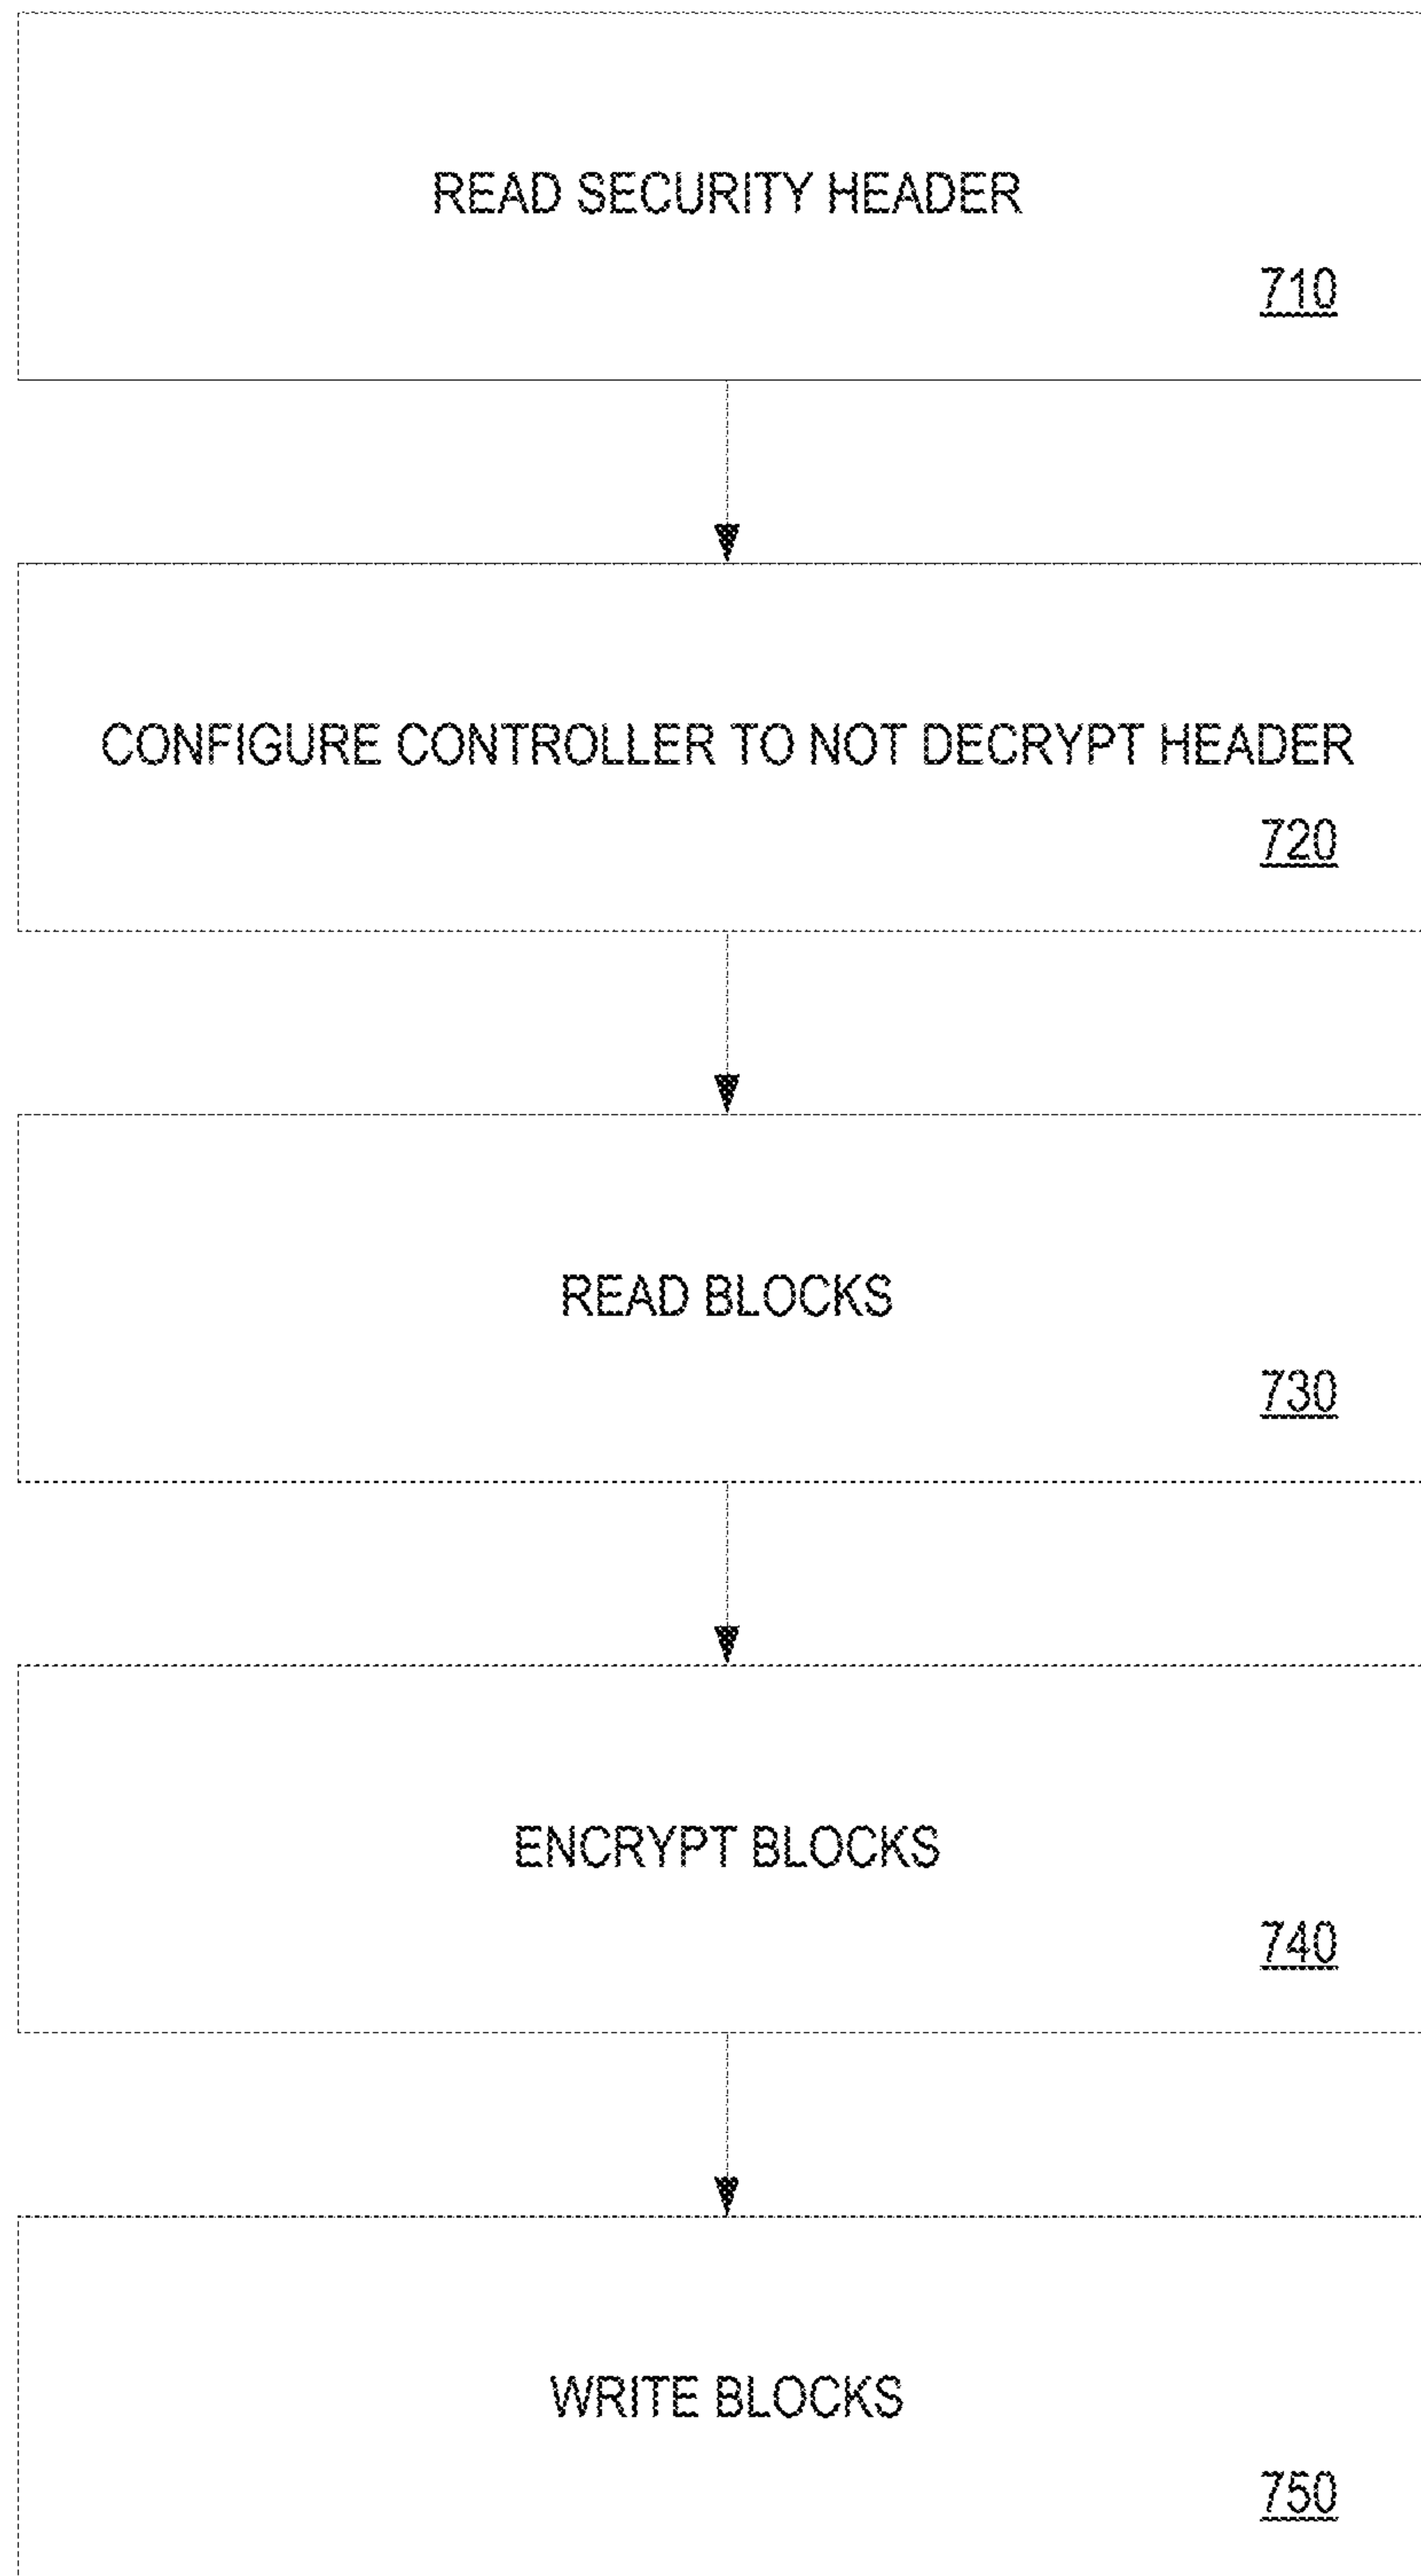 READ SECURITY HEADER
710
CONFIGURE CONTROLLER TO NOT DECRYPT HEADER
720
READ BLOCKS
730
ENCRYPT BLOCKS
740
WRITE BLOCKS
750